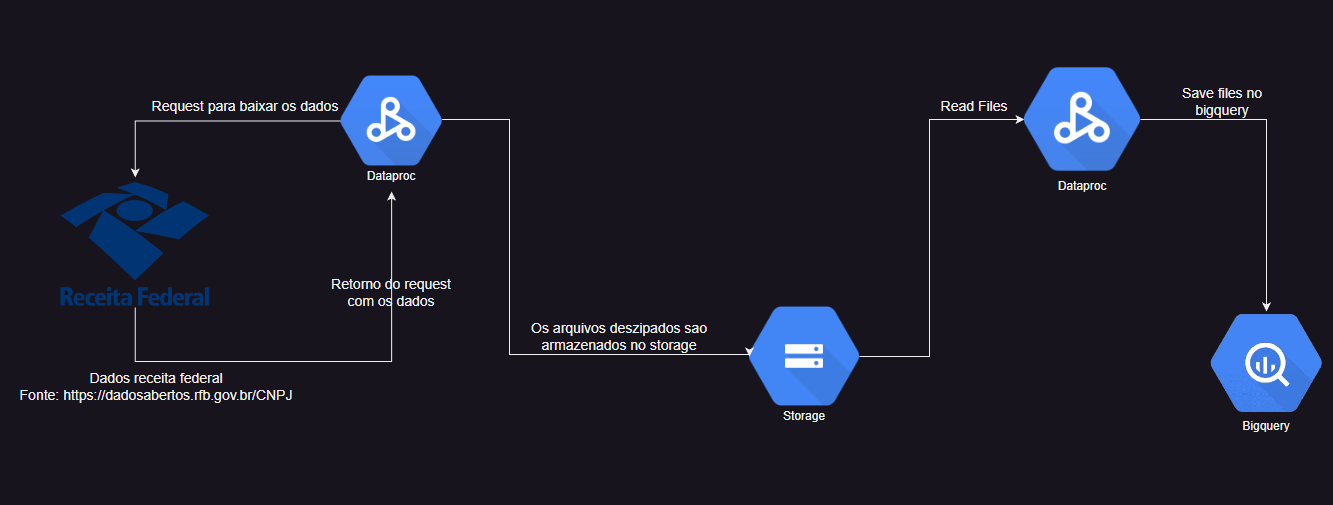 Request para baixar os dados
Dataproc
Receita Federal
Retorno do request
com os dados
Dados receita federal
Fonte: https://dadosabertos.rfb.gov.br/CNPJ
Os arquivos deszipados sao
armazenados no storage
Storage
Read Files
Dataproc
Save files no
bigquery
Bigquery